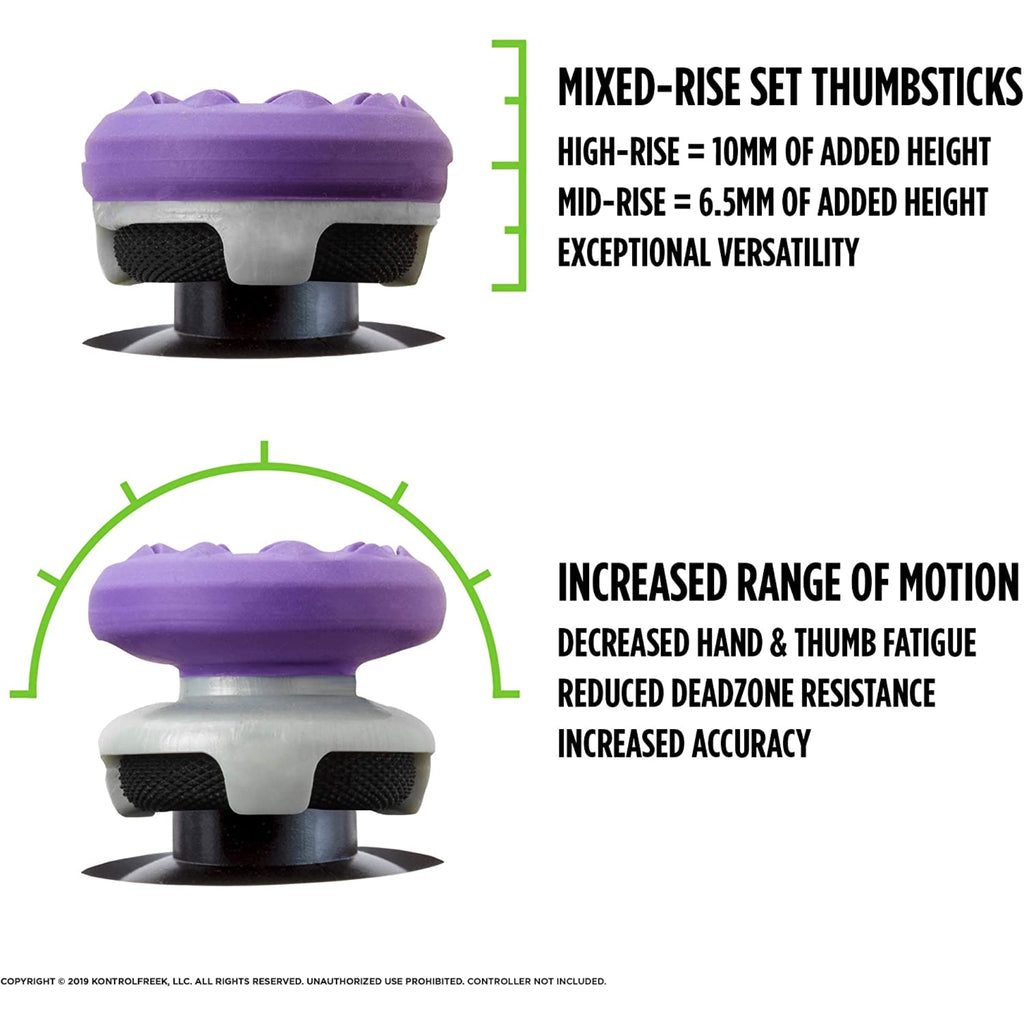 MIXED-RISE SET THUMBSTICKS
HIGH-RISE = 10MM OF ADDED HEIGHT
MID-RISE = 6.5MM OF ADDED HEIGHT
EXCEPTIONAL VERSATILITY
INCREASED RANGE OF MOTION
DECREASED HAND & THUMB FATIGUE
REDUCED DEADZONE RESISTANCE
INCREASED ACCURACY
COPYRIGHT © 2019 KONTROLFREEK, LLC. ALL RIGHTS RESERVED. UNAUTHORIZED USE PROHIBITED. CONTROLLER NOT INCLUDED.